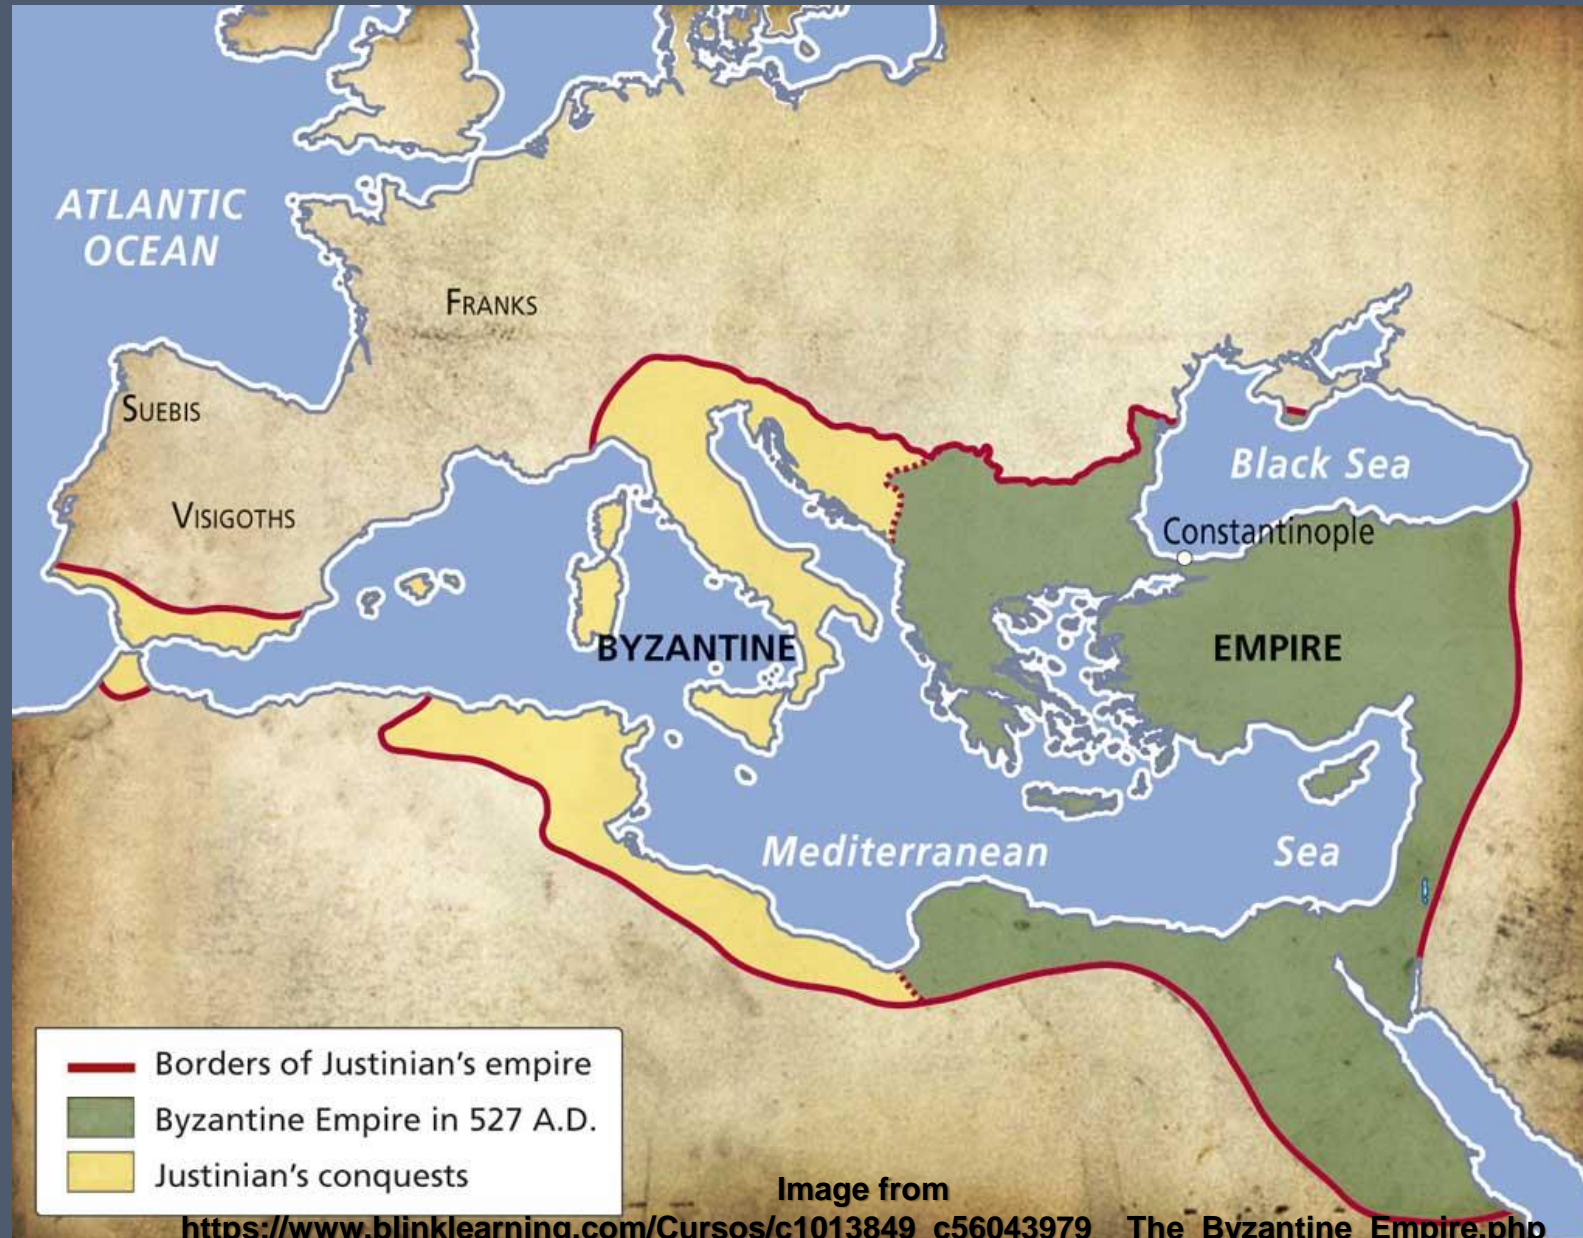 ATLANTIC
OCEAN
FRANKS
SUEBIS
VISIGOTHS
Black Sea
Constantinople
BYZANTINE EMPIRE
Mediterranean Sea
Borders of Justinian's empire
Byzantine Empire in 527 A.D.
Justinian's conquests
Image from
https://www.blinklearning.com/Cursos/c1013849_c56043979__The_Byzantine_Empire.php